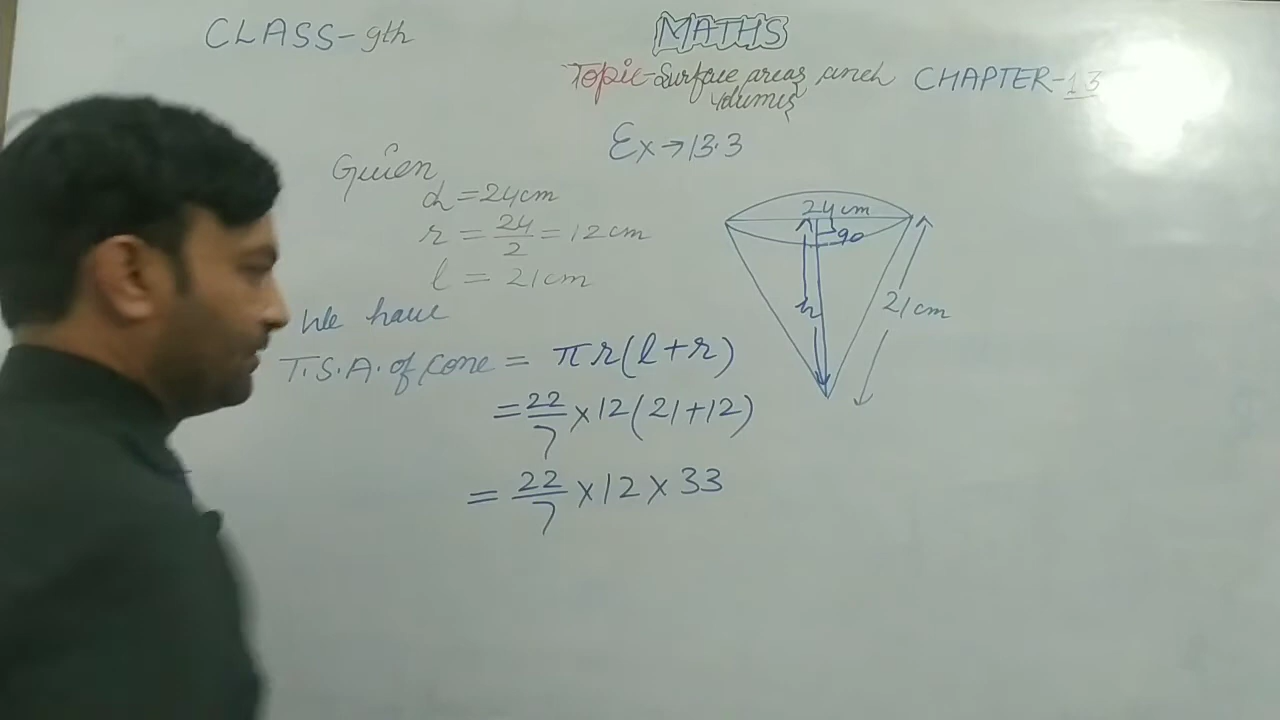 CLASS-9th
MATHS
Topic-Surface areas and CHAPTER-13
Volumes
Ex→13.3
Given
d=24cm
r = 24/2 = 12cm
l = 21cm
We have
T.S.A. of cone = πr(l+r)
= 22/7 × 12(21+12)
= 22/7 × 12 × 33
24cm
90
h
21cm